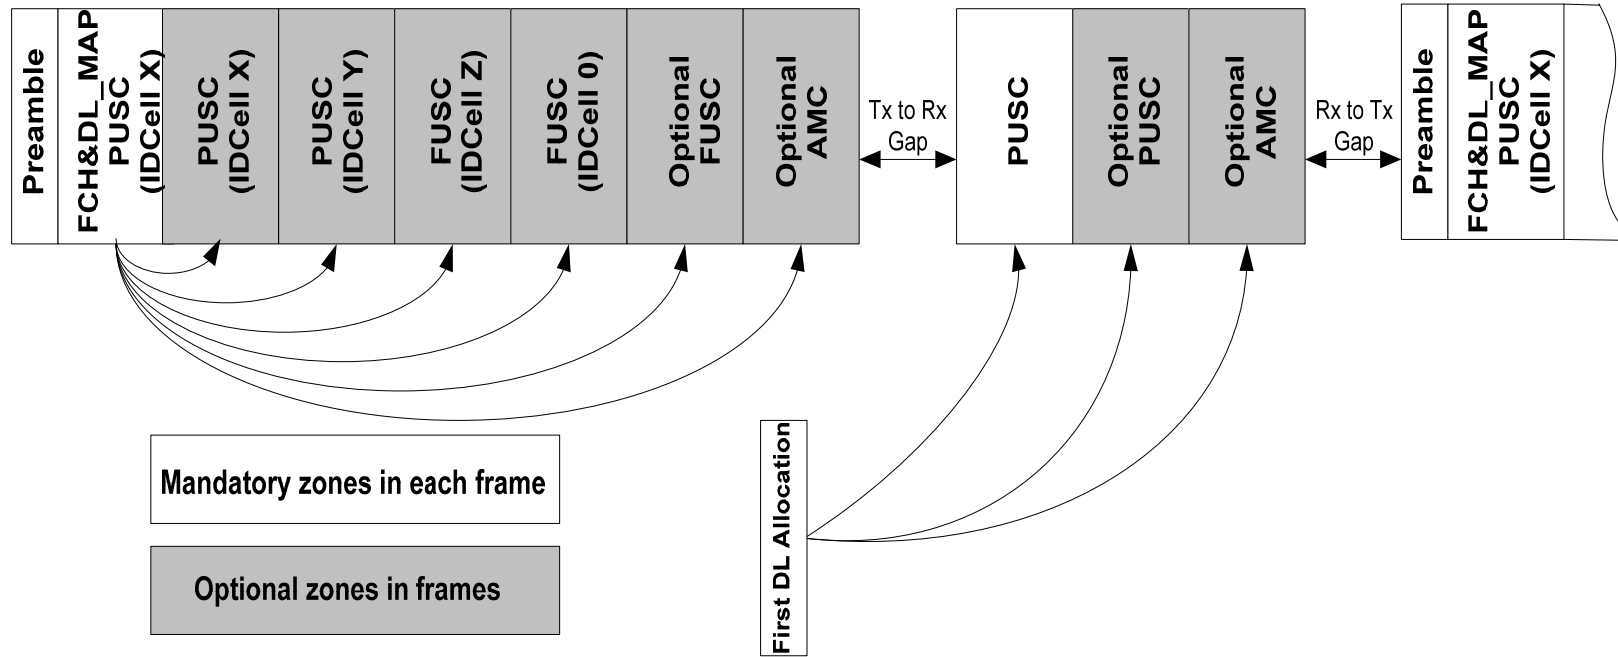 Preamble
FCH&DL_MAP
PUSC
(IDCell X)
PUSC
(IDCell X)
PUSC
(IDCell Y)
FUSC
(IDCell Z)
FUSC
(IDCell 0)
Optional
FUSC
Optional
AMC
Tx to Rx
Gap
PUSC
Optional
PUSC
Optional
AMC
Rx to Tx
Gap
Preamble
FCH&DL_MAP
PUSC
(IDCell X)
Mandatory zones in each frame
Optional zones in frames
First DL Allocation